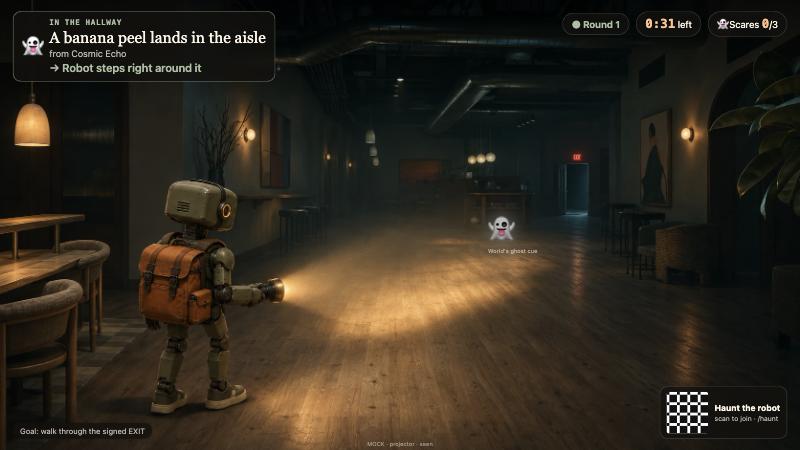 IN THE HALLWAY
A banana peel lands in the aisle
from Cosmic Echo
→ Robot steps right around it
Round 1
0:31 left
Scares 0/3
EXIT
World's ghost cue
Haunt the robot
scan to join · /haunt
Goal: walk through the signed EXIT
MOCK · projector · seen